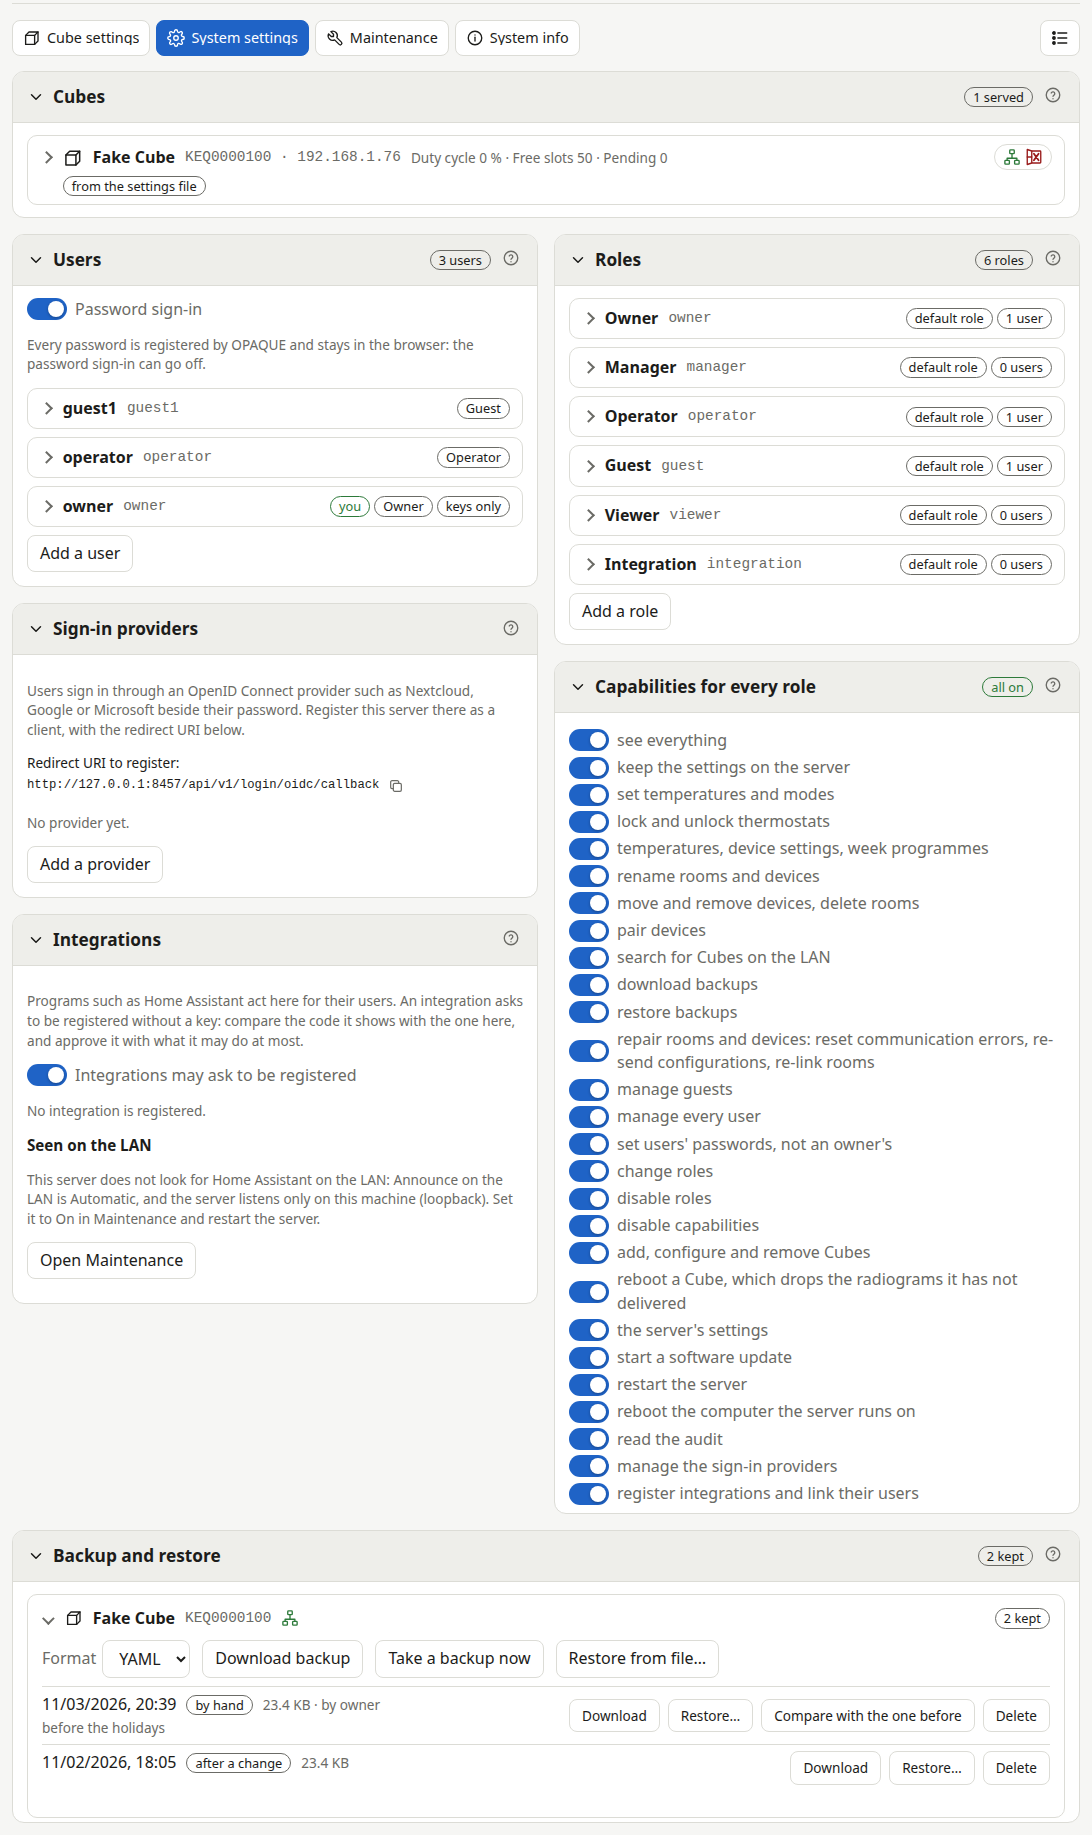 Cube settings
System settings
Maintenance
System info
Cubes
1 served
Fake Cube KEQ0000100 · 192.168.1.76 Duty cycle 0 % · Free slots 50 · Pending 0
from the settings file
Users
3 users
Password sign-in
Every password is registered by OPAQUE and stays in the browser: the
password sign-in can go off.
guest1 guest1 Guest
operator operator Operator
owner owner you Owner keys only
Add a user
Sign-in providers
Users sign in through an OpenID Connect provider such as Nextcloud,
Google or Microsoft beside their password. Register this server there as a
client, with the redirect URI below.
Redirect URI to register:
http://127.0.0.1:8457/api/v1/login/oidc/callback
No provider yet.
Add a provider
Integrations
Programs such as Home Assistant act here for their users. An integration asks
to be registered without a key: compare the code it shows with the one here,
and approve it with what it may do at most.
Integrations may ask to be registered
No integration is registered.
Seen on the LAN
This server does not look for Home Assistant on the LAN: Announce on the
LAN is Automatic, and the server listens only on this machine (loopback). Set
it to On in Maintenance and restart the server.
Open Maintenance
Roles
6 roles
Owner owner default role 1 user
Manager manager default role 0 users
Operator operator default role 1 user
Guest guest default role 1 user
Viewer viewer default role 0 users
Integration integration default role 0 users
Add a role
Capabilities for every role
all on
see everything
keep the settings on the server
set temperatures and modes
lock and unlock thermostats
temperatures, device settings, week programmes
rename rooms and devices
move and remove devices, delete rooms
pair devices
search for Cubes on the LAN
download backups
restore backups
repair rooms and devices: reset communication errors, re-
send configurations, re-link rooms
manage guests
manage every user
set users' passwords, not an owner's
change roles
disable roles
disable capabilities
add, configure and remove Cubes
reboot a Cube, which drops the radiograms it has not
delivered
the server's settings
start a software update
restart the server
reboot the computer the server runs on
read the audit
manage the sign-in providers
register integrations and link their users
Backup and restore
2 kept
Fake Cube KEQ0000100
2 kept
Format YAML Download backup Take a backup now Restore from file...
11/03/2026, 20:39 by hand 23.4 KB · by owner
before the holidays
Download Restore... Compare with the one before Delete
11/02/2026, 18:05 after a change 23.4 KB
Download Restore... Delete